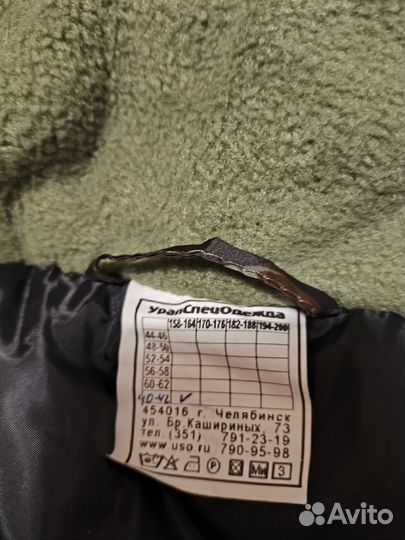 УралСпецОдежда
158-164 170-176 182-188 194-200
44-46
48-50
52-54
56-58
60-62
40-42 ✓
454016 г. Челябинск
ул. Бр.Кашириных, 73
тел.(351) 791-23-19
www.uso.ru 790-95-98
P Ми 3
Avito